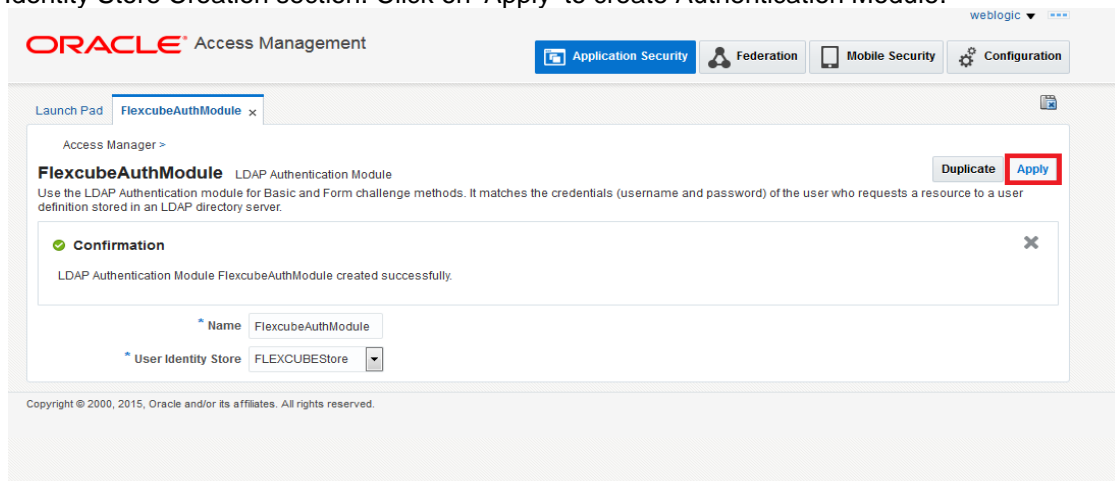 Identity Store Creation section. Click on 'Apply' to create Authentication Module.
weblogic
ORACLE® Access Management
Application Security Federation Mobile Security Configuration
Launch Pad FlexcubeAuthModule ×
Access Manager >
FlexcubeAuthModule LDAP Authentication Module Duplicate Apply
Use the LDAP Authentication module for Basic and Form challenge methods. It matches the credentials (username and password) of the user who requests a resource to a user
definition stored in an LDAP directory server.
Confirmation
LDAP Authentication Module FlexcubeAuthModule created successfully.
* Name FlexcubeAuthModule
* User Identity Store FLEXCUBEStore
Copyright © 2000, 2015, Oracle and/or its affiliates. All rights reserved.